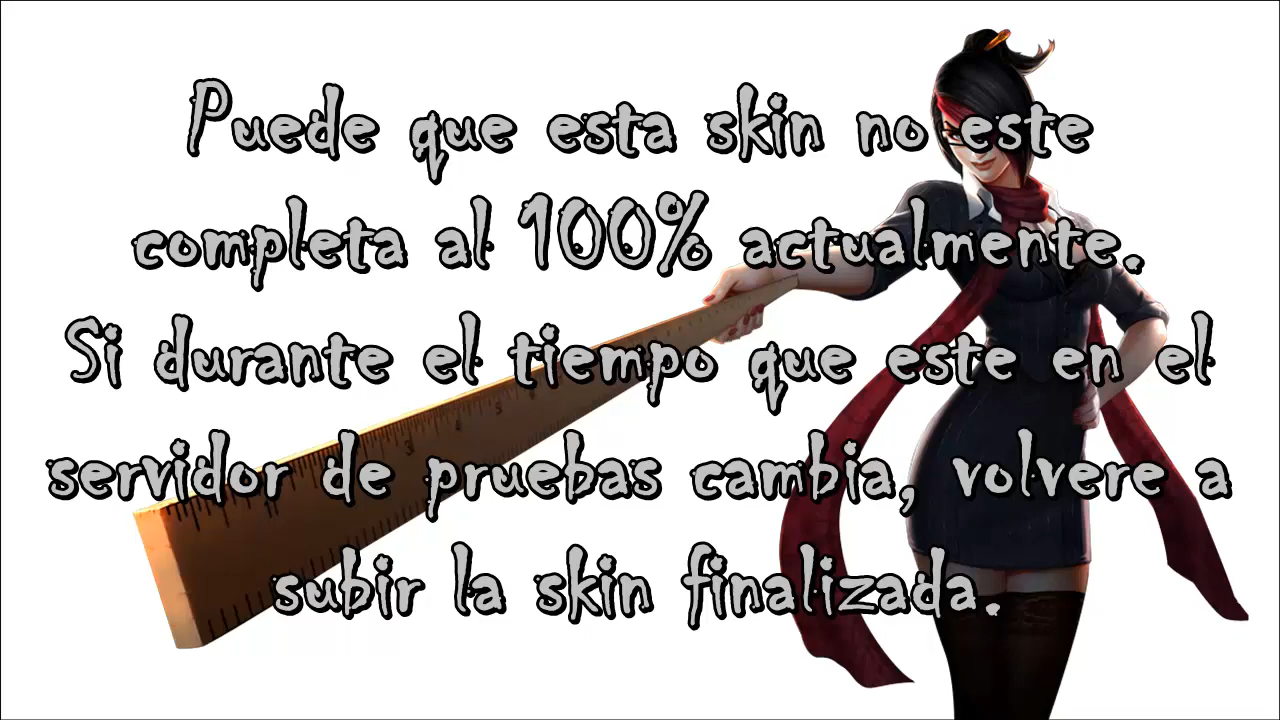 Puede que esta skin no este
completa al 100% actualmente.
Si durante el tiempo que este en el
servidor de pruebas cambia, volvere a
subir la skin finalizada.